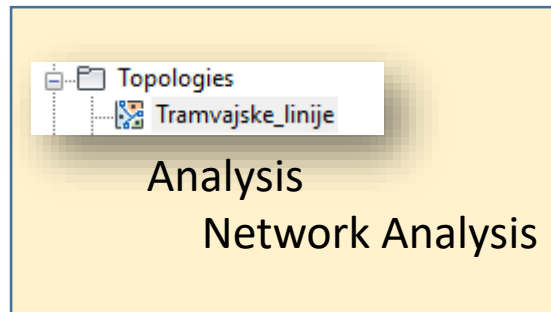 Topologies
Tramvajske_linije
Analysis
Network Analysis